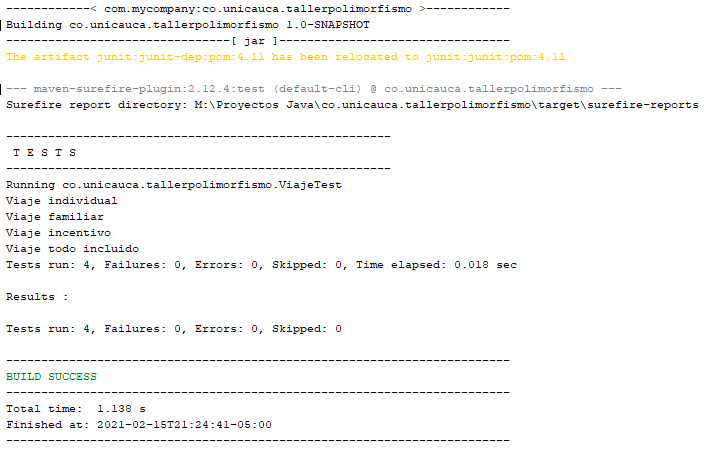 ------------< com.mycompany:co.unicauca.tallerpolimorfismo >------------
Building co.unicauca.tallerpolimorfismo 1.0-SNAPSHOT
--------------------------------[ jar ]---------------------------------
The artifact junit:junit-dep:pom:4.11 has been relocated to junit:junit:pom:4.11
--- maven-surefire-plugin:2.12.4:test (default-cli) @ co.unicauca.tallerpolimorfismo ---
Surefire report directory: M:\Proyectos Java\co.unicauca.tallerpolimorfismo\target\surefire-reports
-------------------------------------------------------
T E S T S
-------------------------------------------------------
Running co.unicauca.tallerpolimorfismo.ViajeTest
Viaje individual
Viaje familiar
Viaje incentivo
Viaje todo incluido
Tests run: 4, Failures: 0, Errors: 0, Skipped: 0, Time elapsed: 0.018 sec
Results :
Tests run: 4, Failures: 0, Errors: 0, Skipped: 0
------------------------------------------------------------------------
BUILD SUCCESS
------------------------------------------------------------------------
Total time:  1.138 s
Finished at: 2021-02-15T21:24:41-05:00
------------------------------------------------------------------------